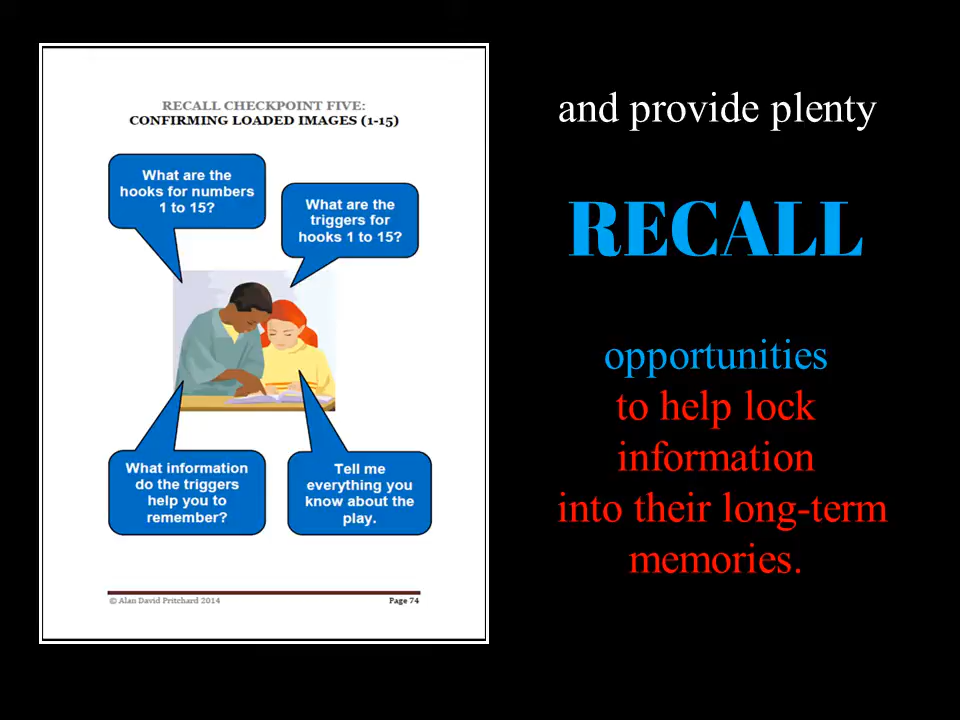 RECALL CHECKPOINT FIVE:
CONFIRMING LOADED IMAGES (1-15)
What are the
hooks for numbers
1 to 15?
What are the
triggers for
hooks 1 to 15?
What information
do the triggers
help you to
remember?
Tell me
everything you
know about the
play.
© Alan David Pritchard 2014
Page 74
and provide plenty
RECALL
opportunities
to help lock
information
into their long-term
memories.